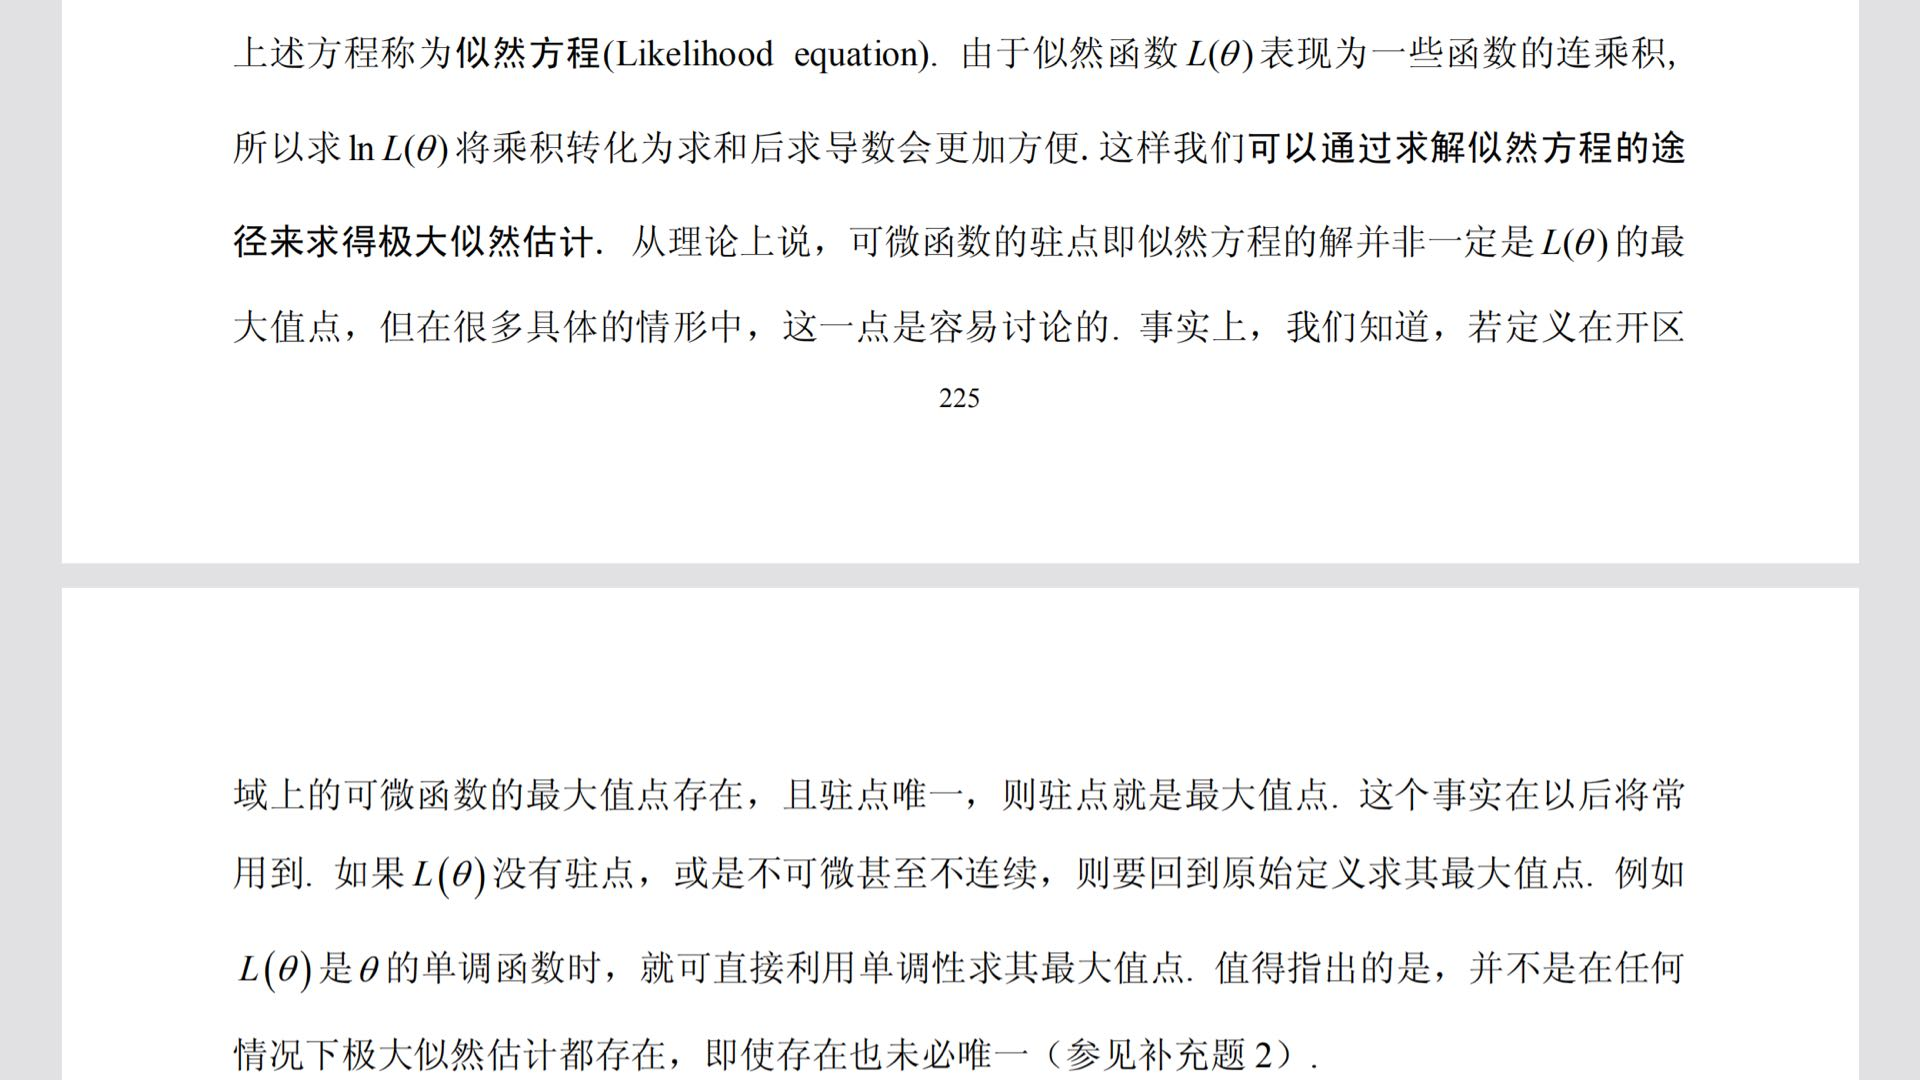 上述方程称为似然方程(Likelihood equation). 由于似然函数 L(θ) 表现为一些函数的连乘积,
所以求 ln L(θ) 将乘积转化为求和后求导数会更加方便. 这样我们可以通过求解似然方程的途
径来求得极大似然估计. 从理论上说，可微函数的驻点即似然方程的解并非一定是 L(θ) 的最
大值点，但在很多具体的情形中，这一点是容易讨论的. 事实上，我们知道，若定义在开区
225
域上的可微函数的最大值点存在，且驻点唯一，则驻点就是最大值点. 这个事实在以后将常
用到. 如果 L(θ) 没有驻点，或是不可微甚至不连续，则要回到原始定义求其最大值点. 例如
L(θ) 是 θ 的单调函数时，就可直接利用单调性求其最大值点. 值得指出的是，并不是在任何
情况下极大似然估计都存在，即使存在也未必唯一（参见补充题 2）.